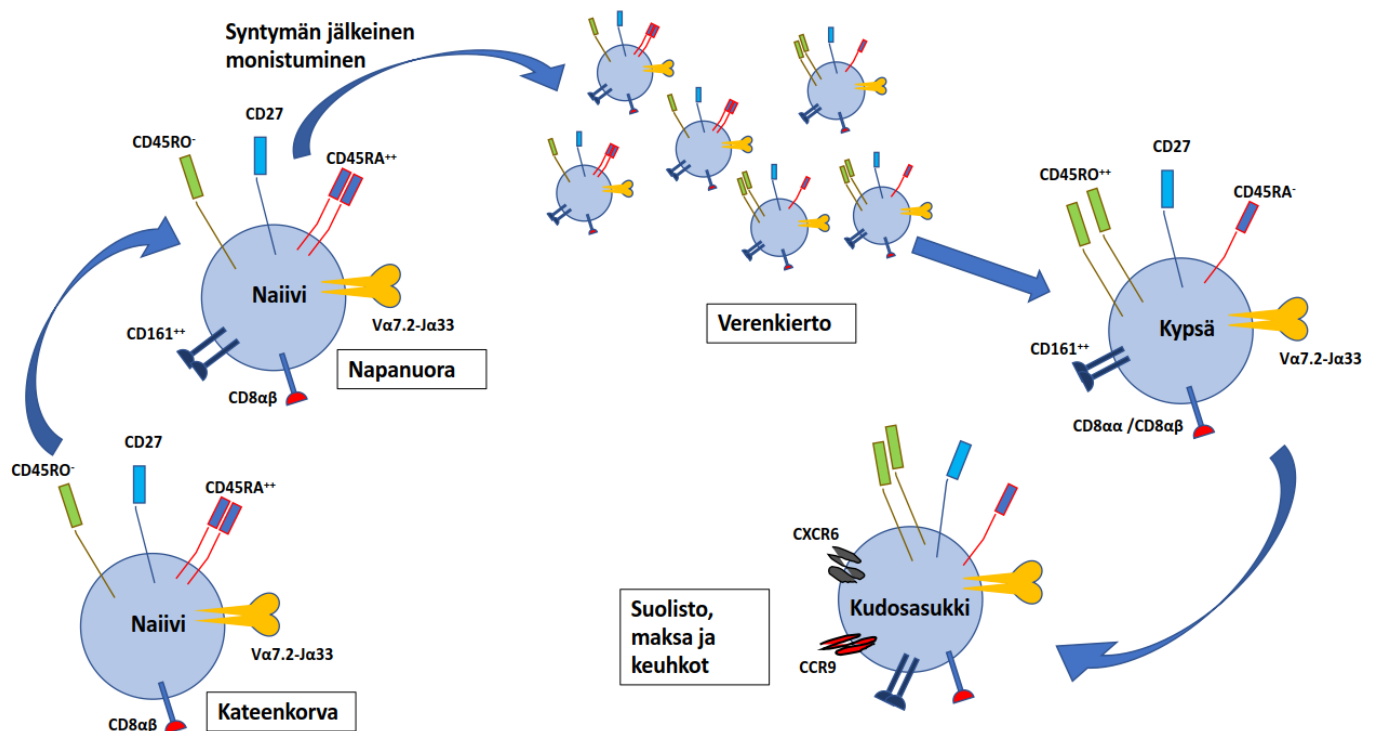 Syntymän jälkeinen
monistuminen
CD27
CD45RO⁻
CD45RA⁺⁺
Naiivi
Vα7.2-Jα33
CD161⁺⁺
Napanuora
CD8αβ
CD27
CD45RO⁻
CD45RA⁺⁺
Naiivi
Vα7.2-Jα33
CD8αβ
Kateenkorva
Verenkierto
CD27
CD45RO⁺⁺
CD45RA⁻
Kypsä
CD161⁺⁺
Vα7.2-Jα33
CD8αα /CD8αβ
CXCR6
Kudosasukki
CCR9
Suolisto,
maksa ja
keuhkot